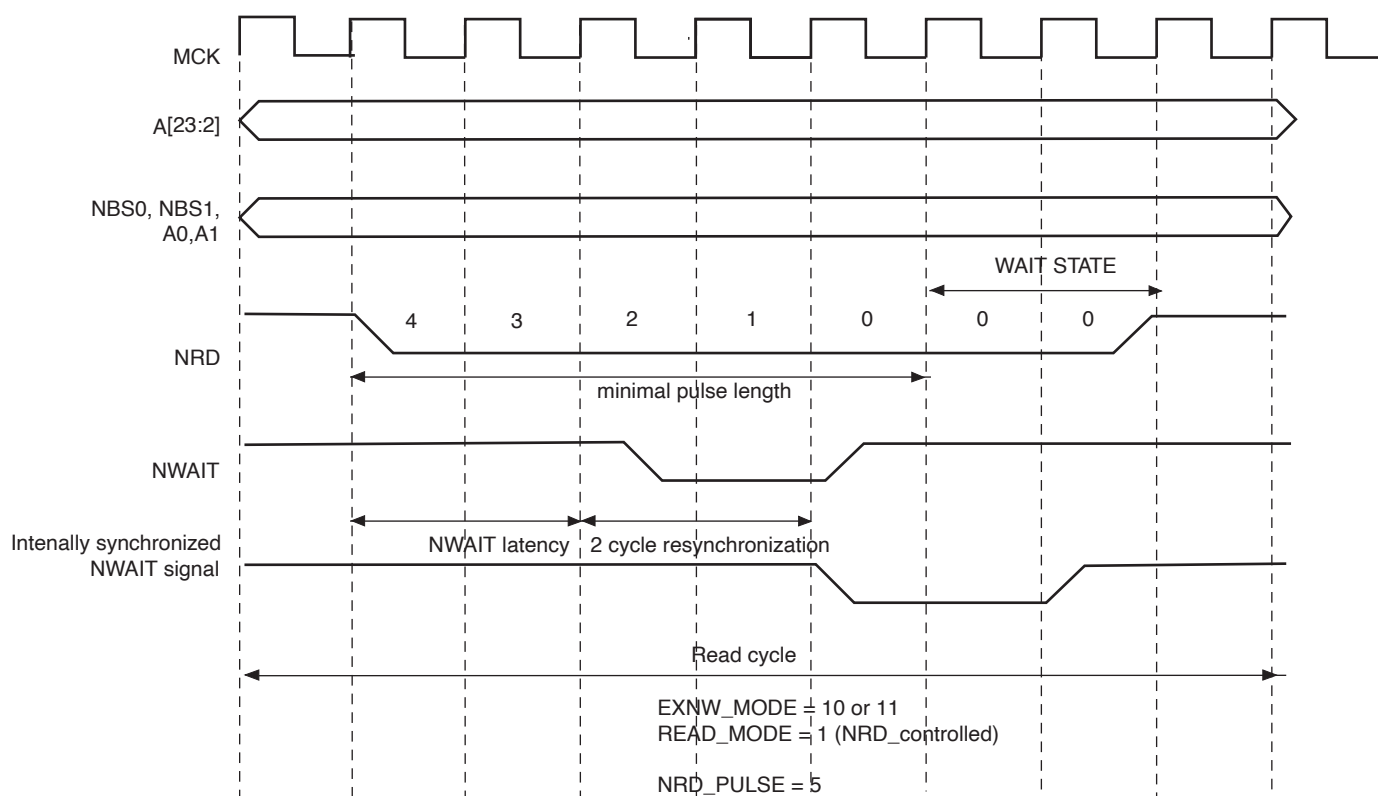 MCK
A[23:2]
NBS0, NBS1,
A0,A1
WAIT STATE
4 3 2 1 0 0 0
NRD
minimal pulse length
NWAIT
NWAIT latency 2 cycle resynchronization
Intenally synchronized
NWAIT signal
Read cycle
EXNW_MODE = 10 or 11
READ_MODE = 1 (NRD_controlled)
NRD_PULSE = 5